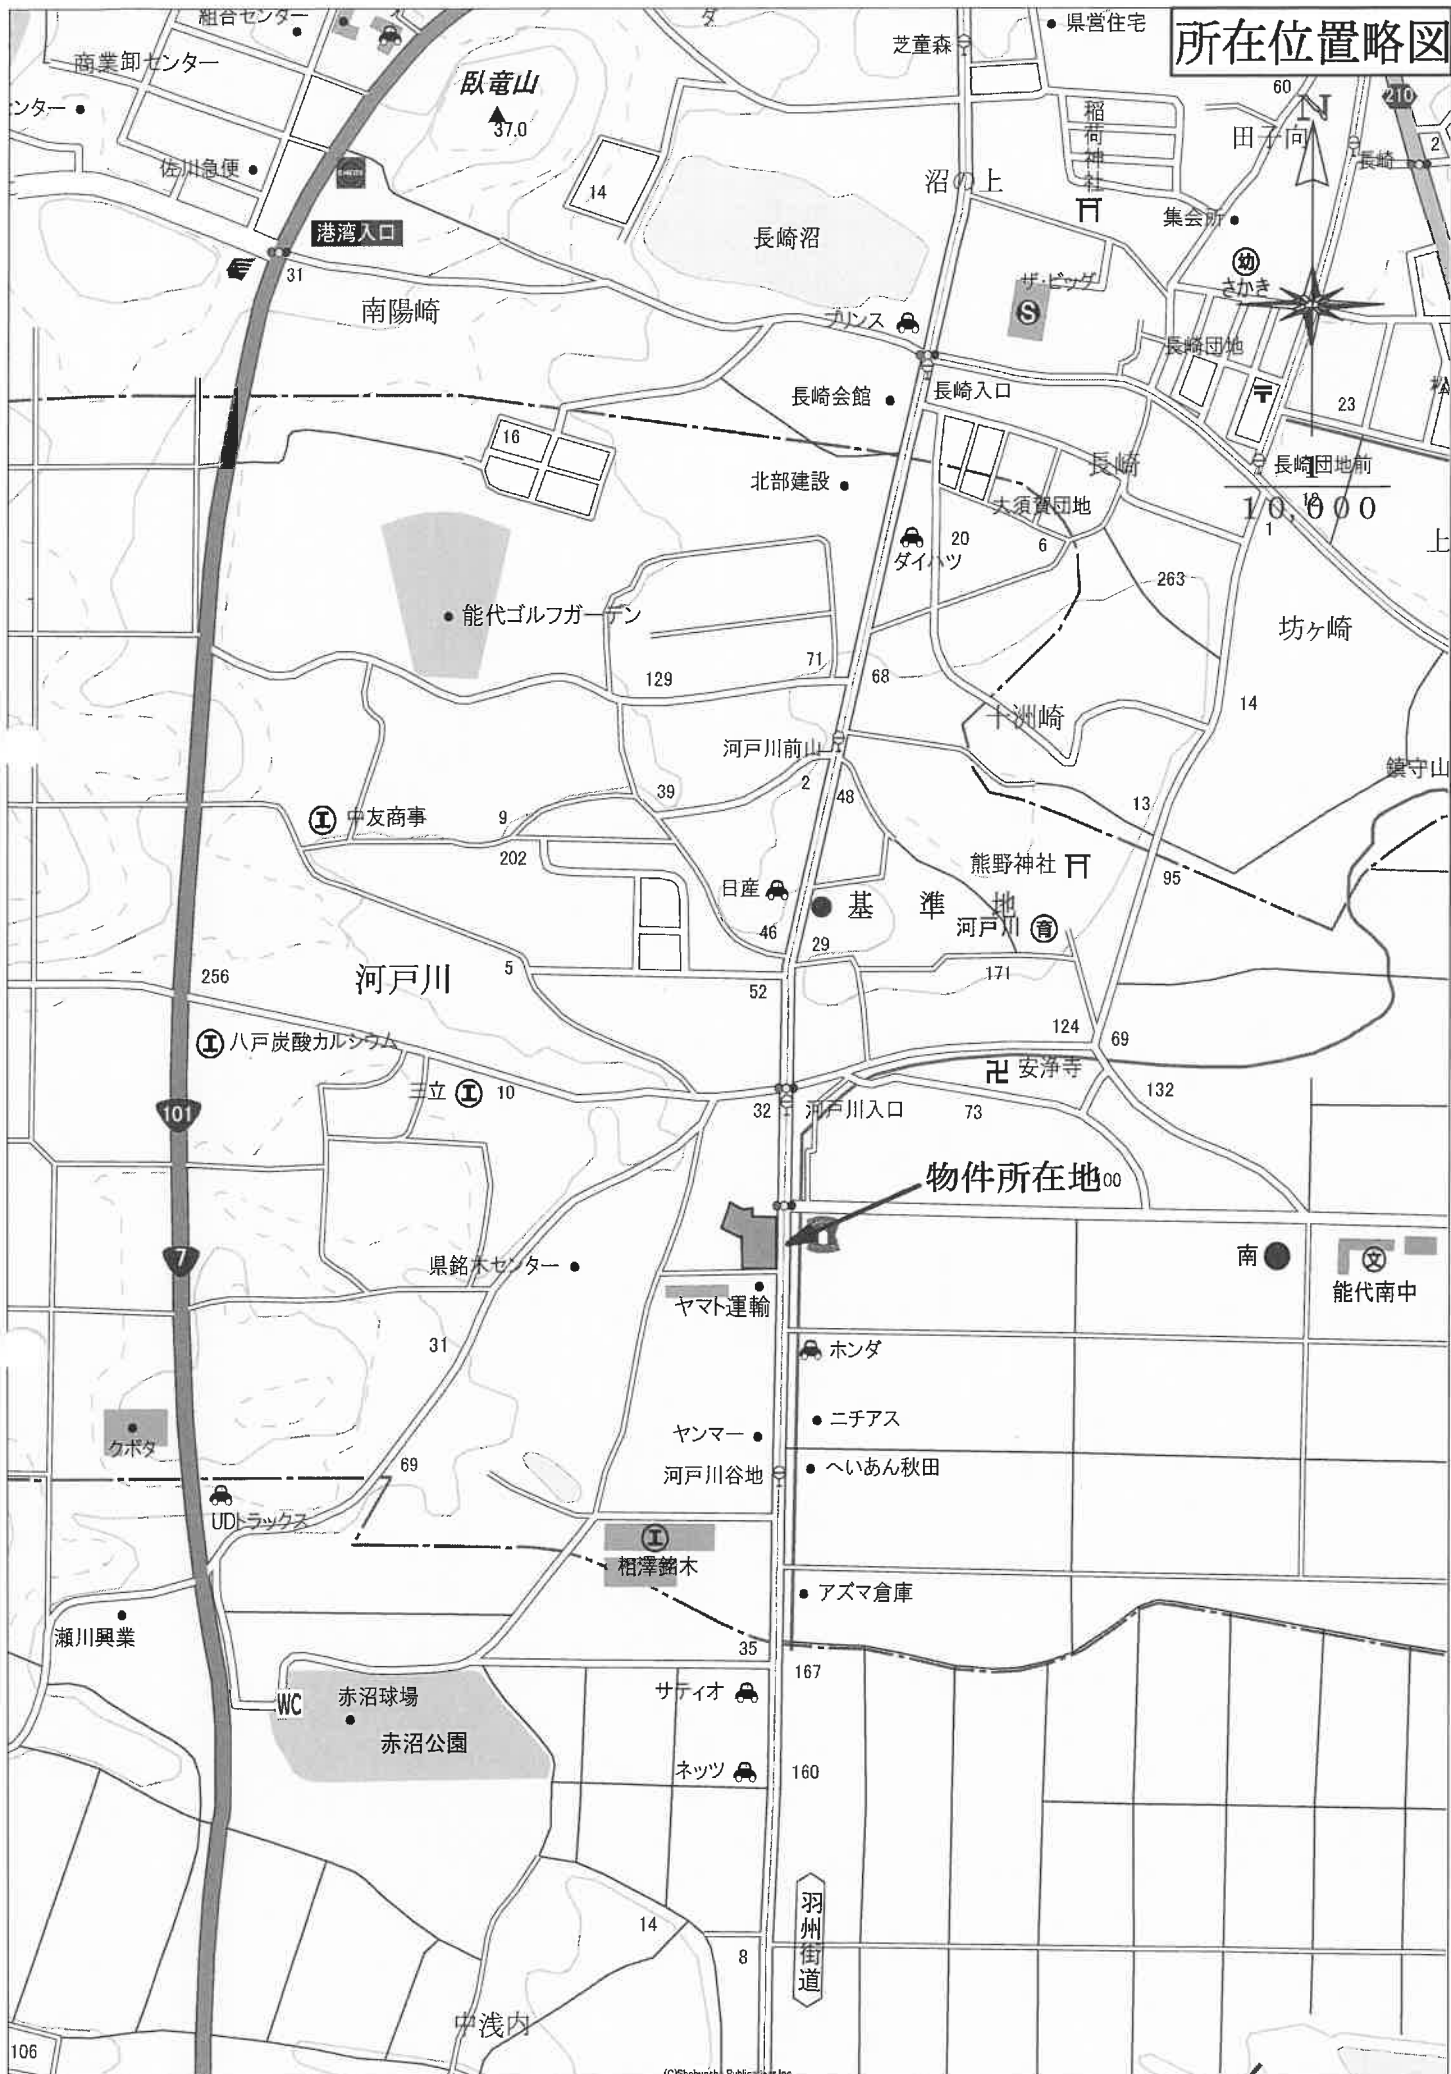 所在位置略図
組合センター
県営住宅
芝童森
商業卸センター
臥竜山
37.0
ンター
60
N
210
稲荷神社
田子向
2
長崎
佐川急便
14
沼の上
集会所
港湾入口
長崎沼
幼
さかき
31
ザ・ビッグ
S
南陽崎
プリンス
長崎団地
長崎会館
長崎入口
〒
23
16
長崎
長崎団地前
北部建設
1
10,000
大須賀団地
12
1
20
6
上
ダイハツ
263
能代ゴルフガーデン
坊ヶ崎
71
68
129
14
十洲崎
河戸川前山
鎮守山
39
2
48
13
エ 中友商事
9
202
熊野神社
95
日産
基準地
河戸川 育
46
29
256
河戸川
5
171
52
124
69
エ 八戸炭酸カルシウム
卍 安浄寺
三立 エ 10
132
101
32
河戸川入口
73
物件所在地
00
7
県銘木センター
南
文
能代南中
ヤマト運輸
31
ホンダ
クボタ
ニチアス
ヤンマー
69
河戸川谷地
へいあん秋田
UDトラックス
エ
相澤銘木
アズマ倉庫
瀬川興業
35
167
WC
赤沼球場
サティオ
赤沼公園
ネッツ
160
羽州街道
14
8
中浅内
106